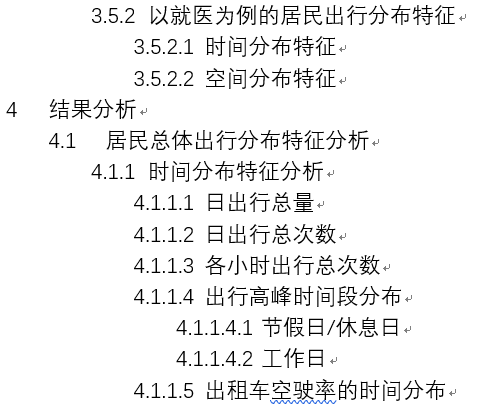 3.5.2 以就医为例的居民出行分布特征
3.5.2.1 时间分布特征
3.5.2.2 空间分布特征
4 结果分析
4.1 居民总体出行分布特征分析
4.1.1 时间分布特征分析
4.1.1.1 日出行总量
4.1.1.2 日出行总次数
4.1.1.3 各小时出行总次数
4.1.1.4 出行高峰时间段分布
4.1.1.4.1 节假日/休息日
4.1.1.4.2 工作日
4.1.1.5 出租车空驶率的时间分布